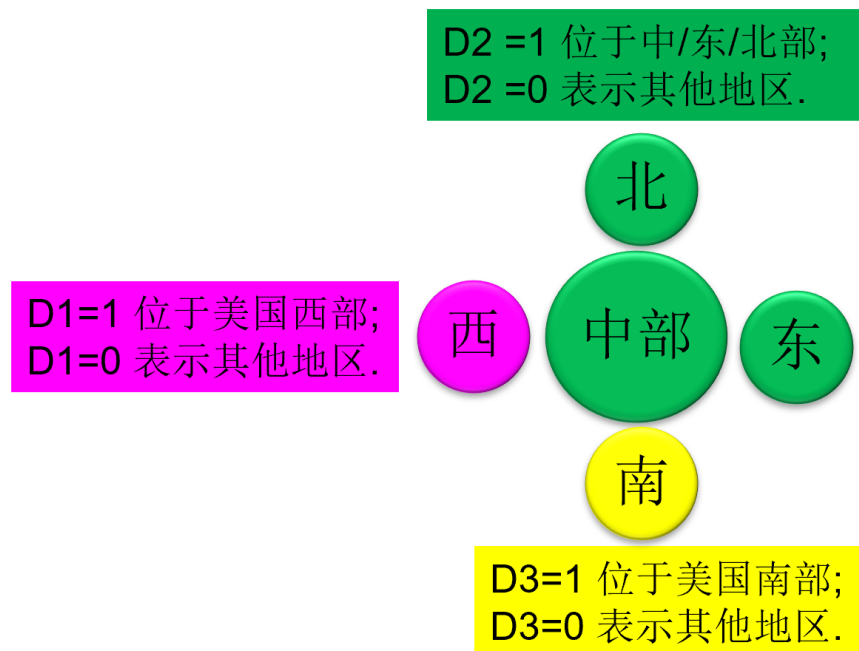 D2 =1 位于中/东/北部;
D2 =0 表示其他地区.
北
D1=1 位于美国西部;
D1=0 表示其他地区.
西
中部
东
南
D3=1 位于美国南部;
D3=0 表示其他地区.